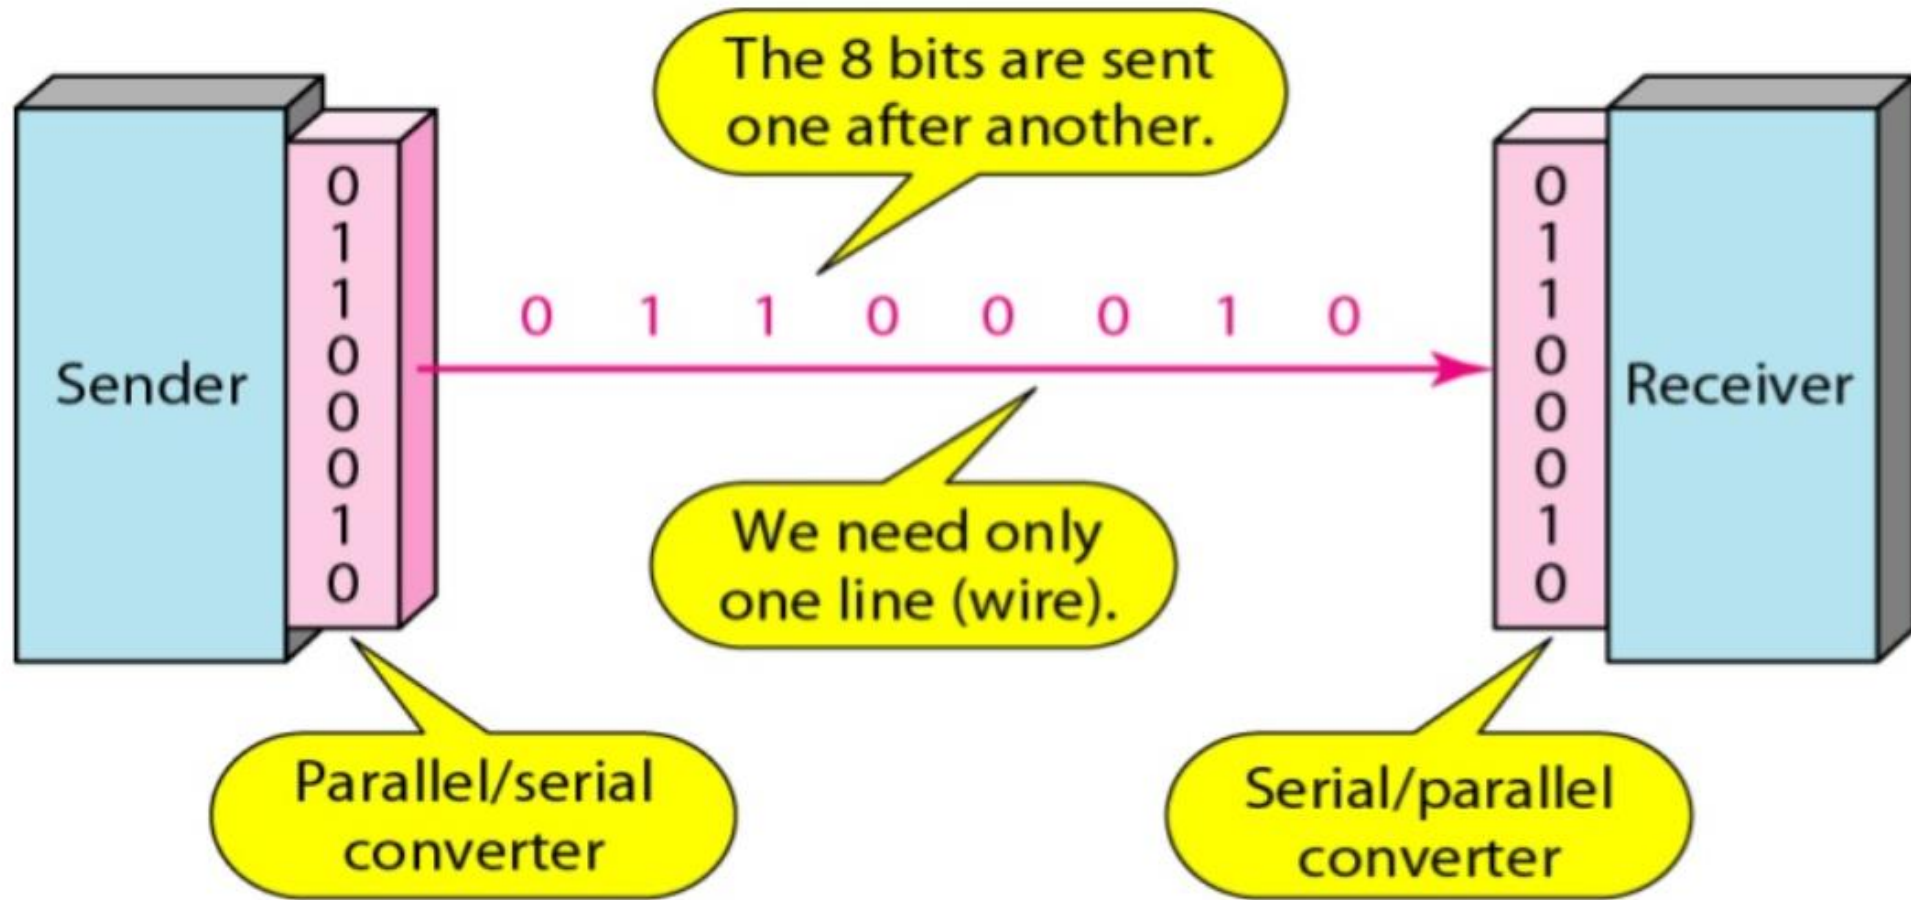 The 8 bits are sent
one after another.
Sender
0
1
1
0
0
0
1
0
0 1 1 0 0 0 1 0
We need only
one line (wire).
0
1
1
0
0
0
1
0
Receiver
Parallel/serial
converter
Serial/parallel
converter